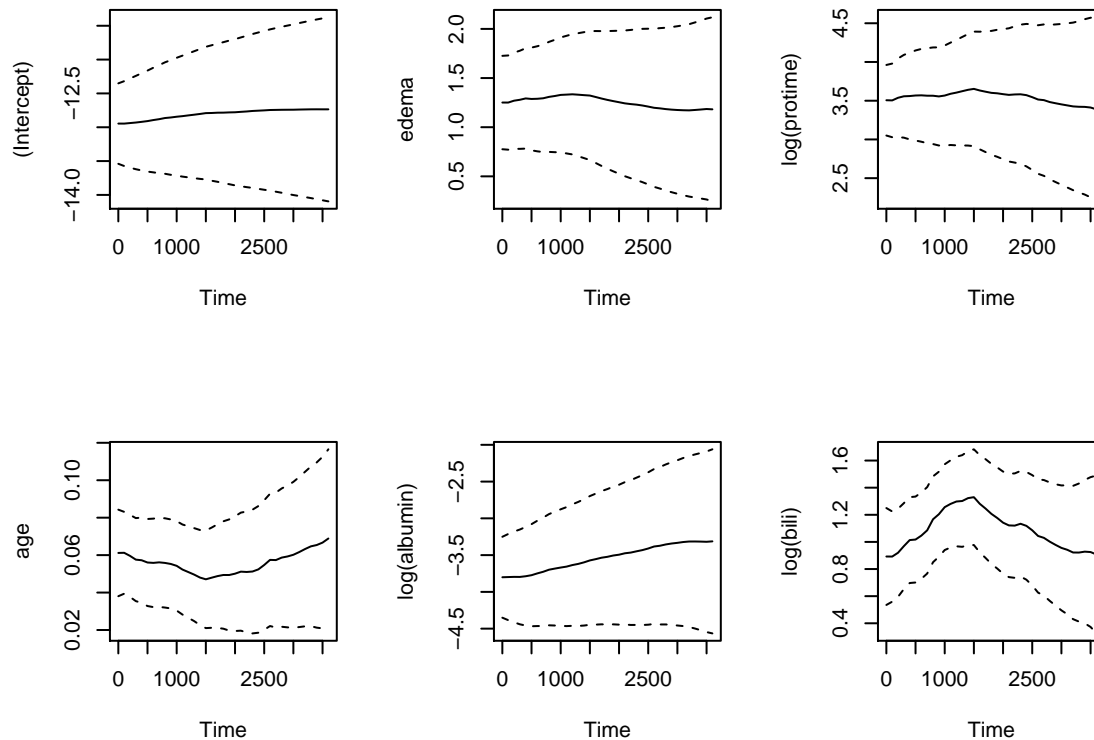 (Intercept)
-14.0 -12.5
0 1000 2500
Time
edema
0.5 1.0 1.5 2.0
0 1000 2500
Time
log(protime)
2.5 3.5 4.5
0 1000 2500
Time
age
0.02 0.06 0.10
0 1000 2500
Time
log(albumin)
-4.5 -3.5 -2.5
0 1000 2500
Time
log(bili)
0.4 0.8 1.2 1.6
0 1000 2500
Time